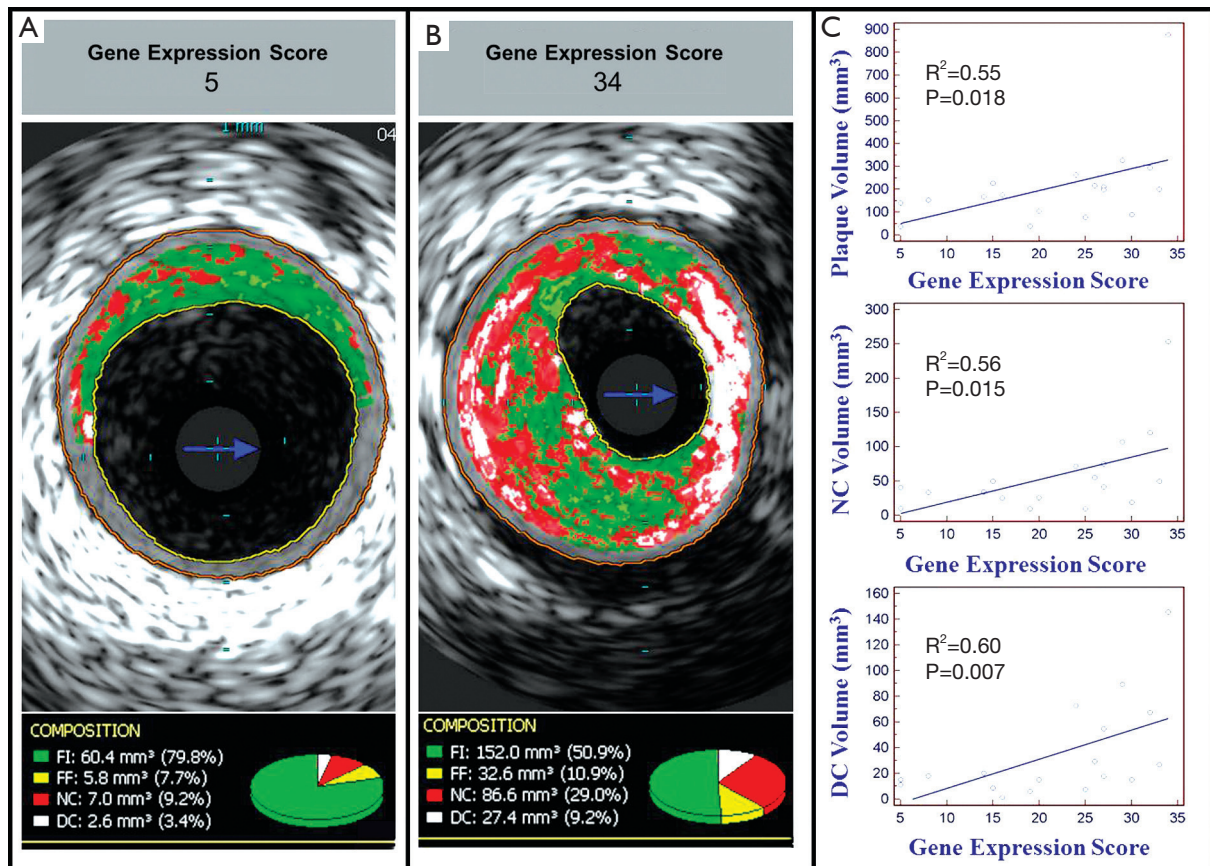 A
Gene Expression Score
5
1 mm
04
COMPOSITION
FI: 60.4 mm³ (79.8%)
FF: 5.8 mm³ (7.7%)
NC: 7.0 mm³ (9.2%)
DC: 2.6 mm³ (3.4%)
B
Gene Expression Score
34
COMPOSITION
FI: 152.0 mm³ (50.9%)
FF: 32.6 mm³ (10.9%)
NC: 86.6 mm³ (29.0%)
DC: 27.4 mm³ (9.2%)
C
Plaque Volume (mm³)
900
800
700
600
500
400
300
200
100
0
R²=0.55
P=0.018
5 10 15 20 25 30 35
Gene Expression Score
NC Volume (mm³)
300
250
200
150
100
50
0
R²=0.56
P=0.015
5 10 15 20 25 30 35
Gene Expression Score
DC Volume (mm³)
160
140
120
100
80
60
40
20
0
R²=0.60
P=0.007
5 10 15 20 25 30 35
Gene Expression Score